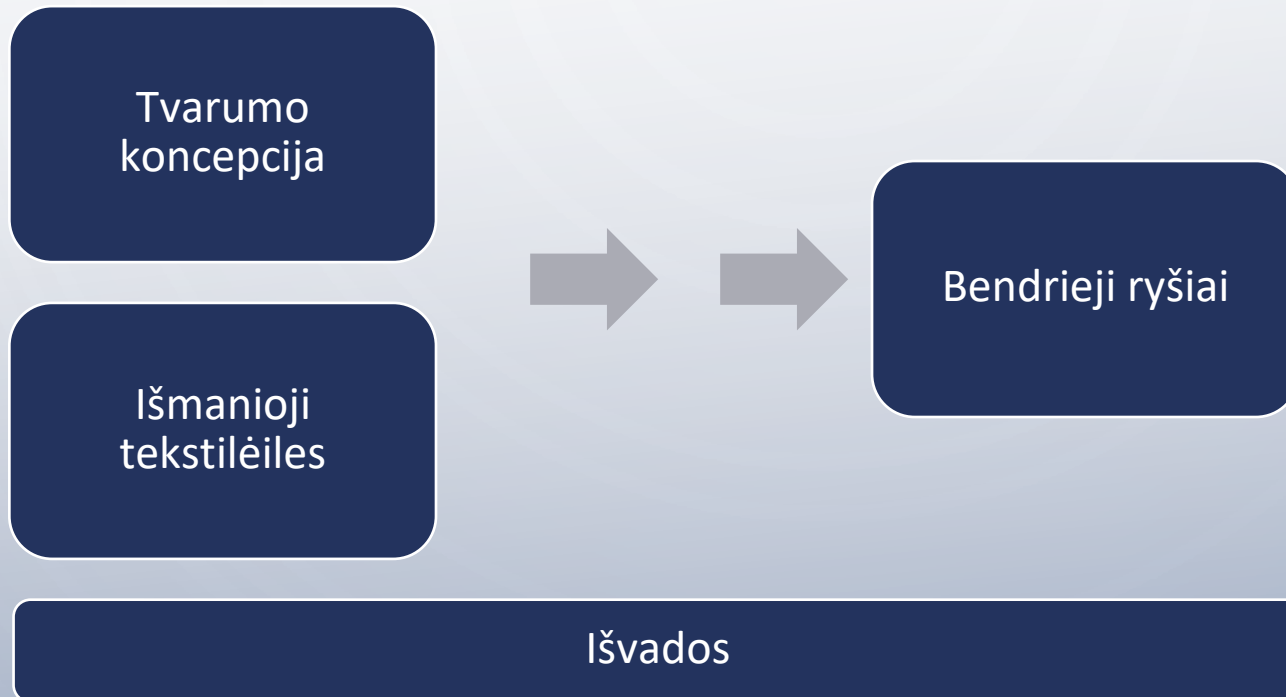 Tvarumo
koncepcija
Išmanioji
tekstilėiles
Bendrieji ryšiai
Išvados